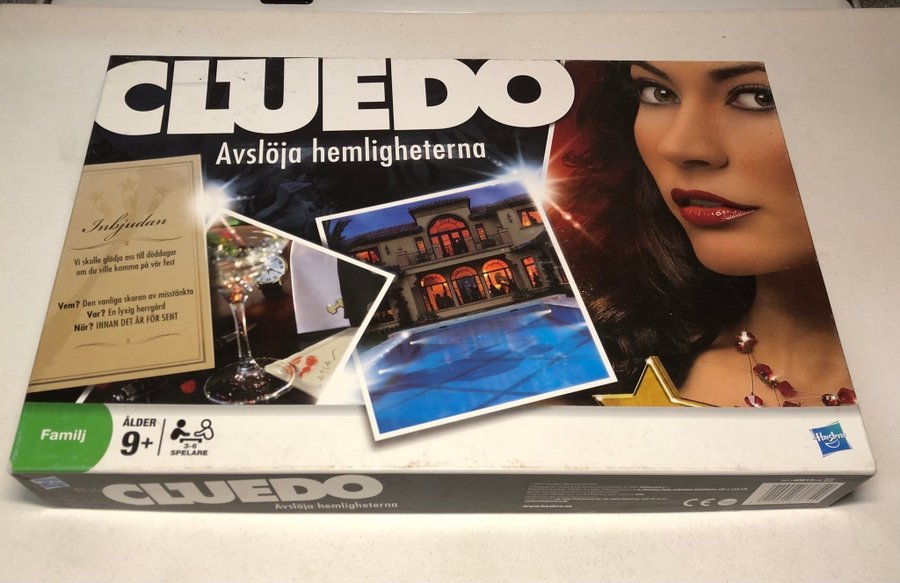 CLUEDO
Avslöja hemligheterna
Inbjudan
Vi skulle glädja oss till döddagar
om du ville komma på vår fest
Vem? Den vanliga skaran av misstänkta
Var? En lyxig herrgård
När? INNAN DET ÄR FÖR SENT
Familj
ÅLDER
9+
3-6
SPELARE
Hasbro
CLUEDO
Avslöja hemligheterna
www.hasbro.se
CE